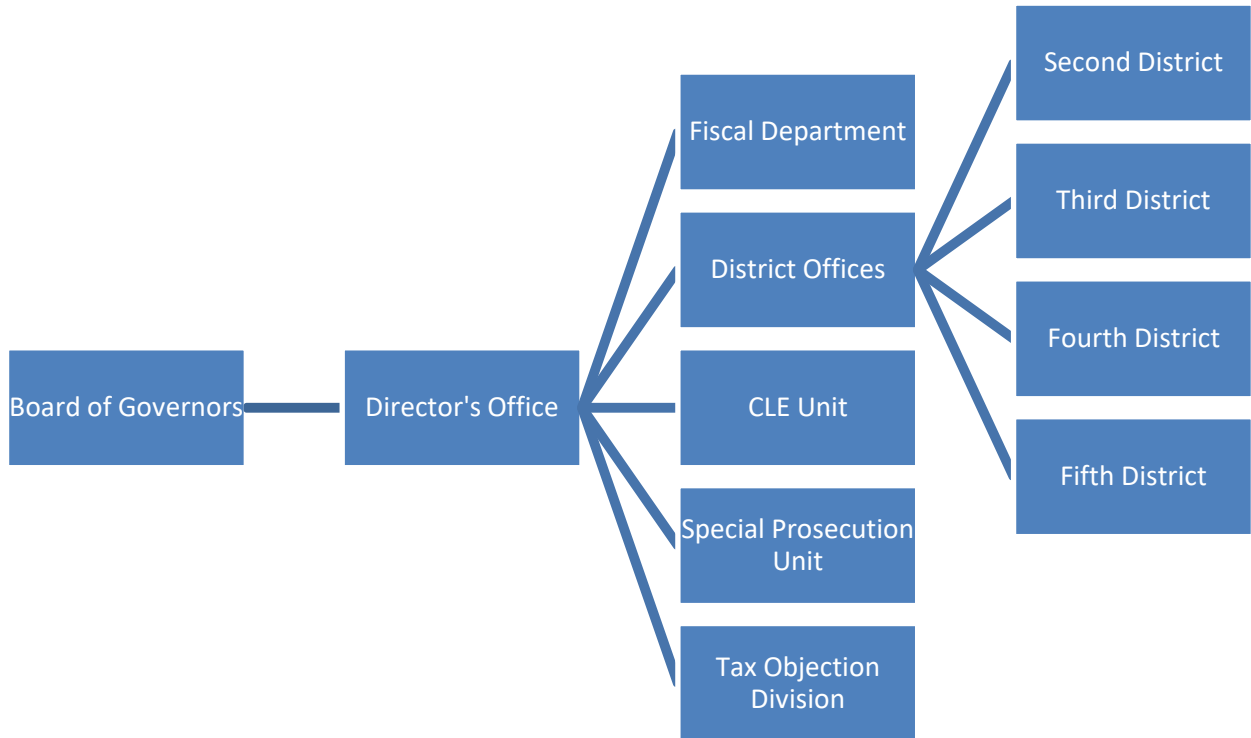 Board of Governors
Director's Office
Fiscal Department
District Offices
CLE Unit
Special Prosecution
Unit
Tax Objection
Division
Second District
Third District
Fourth District
Fifth District